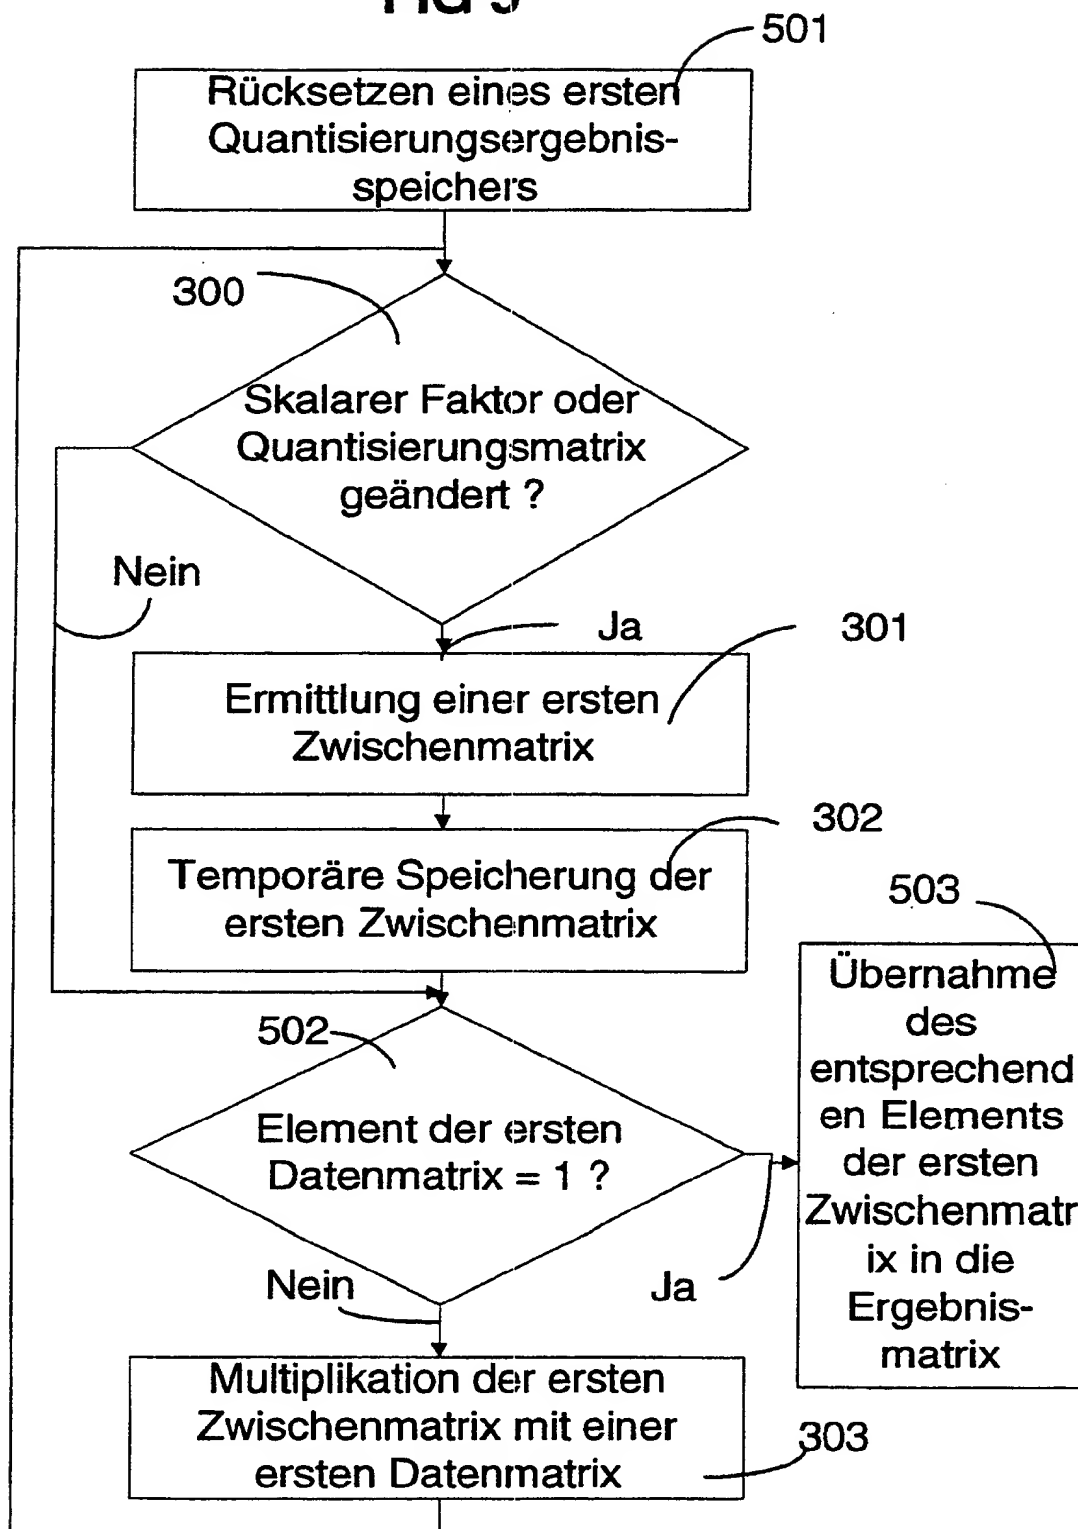 501
Rücksetzen eines ersten
Quantisierungsergebnis-
speichers
300
Skalarer Faktor oder
Quantisierungsmatrix
geändert ?
Nein
Ja
301
Ermittlung einer ersten
Zwischenmatrix
302
Temporäre Speicherung der
ersten Zwischenmatrix
503
Übernahme
des
entsprechend
en Elements
der ersten
Zwischenmatr
ix in die
Ergebnis-
matrix
502
Element der ersten
Datenmatrix = 1 ?
Nein
Ja
Multiplikation der ersten
Zwischenmatrix mit einer
ersten Datenmatrix
303